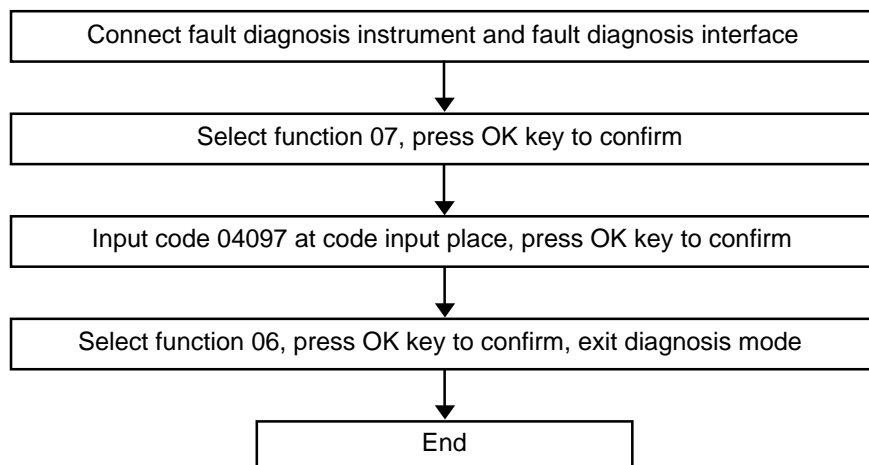 Connect fault diagnosis instrument and fault diagnosis interface
Select function 07, press OK key to confirm
Input code 04097 at code input place, press OK key to confirm
Select function 06, press OK key to confirm, exit diagnosis mode
End